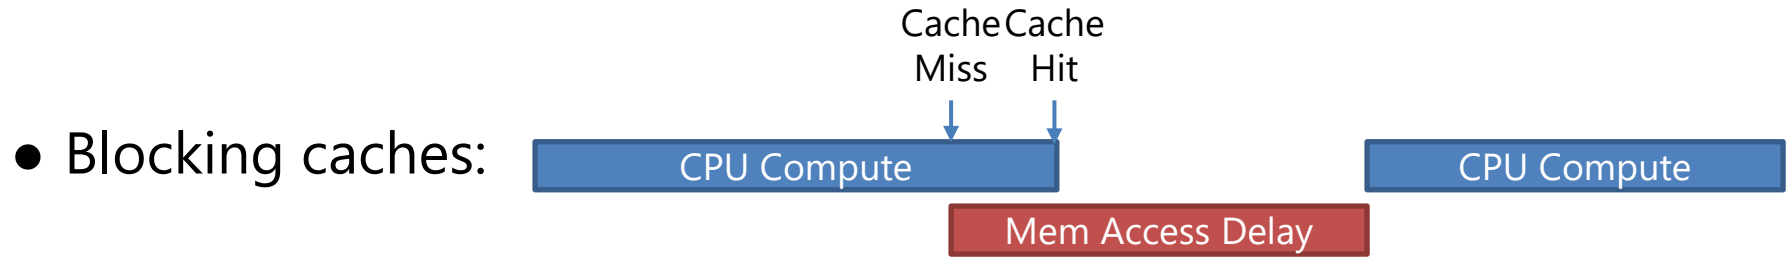 Cache Cache
Miss Hit
● Blocking caches:
CPU Compute
CPU Compute
Mem Access Delay